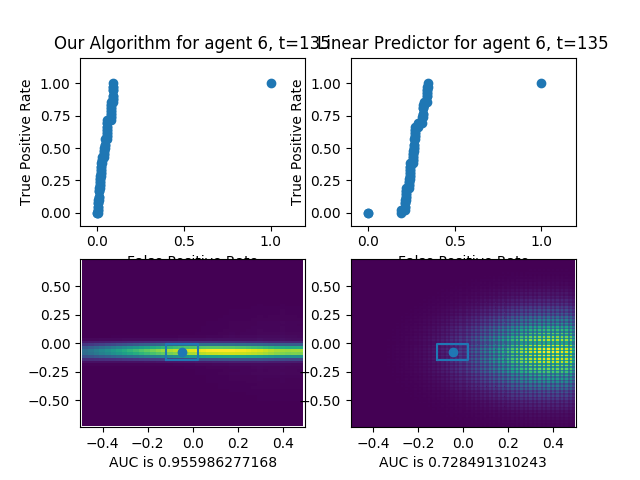 Our Algorithm for agent 6, t=135
Linear Predictor for agent 6, t=135
True Positive Rate
1.00
0.75
0.50
0.25
0.00
0.0 0.5 1.0
False Positive Rate
True Positive Rate
1.00
0.75
0.50
0.25
0.00
0.0 0.5 1.0
False Positive Rate
0.50
0.25
0.00
−0.25
−0.50
−0.4 −0.2 0.0 0.2 0.4
AUC is 0.955986277168
0.50
0.25
0.00
−0.25
−0.50
−0.4 −0.2 0.0 0.2 0.4
AUC is 0.728491310243